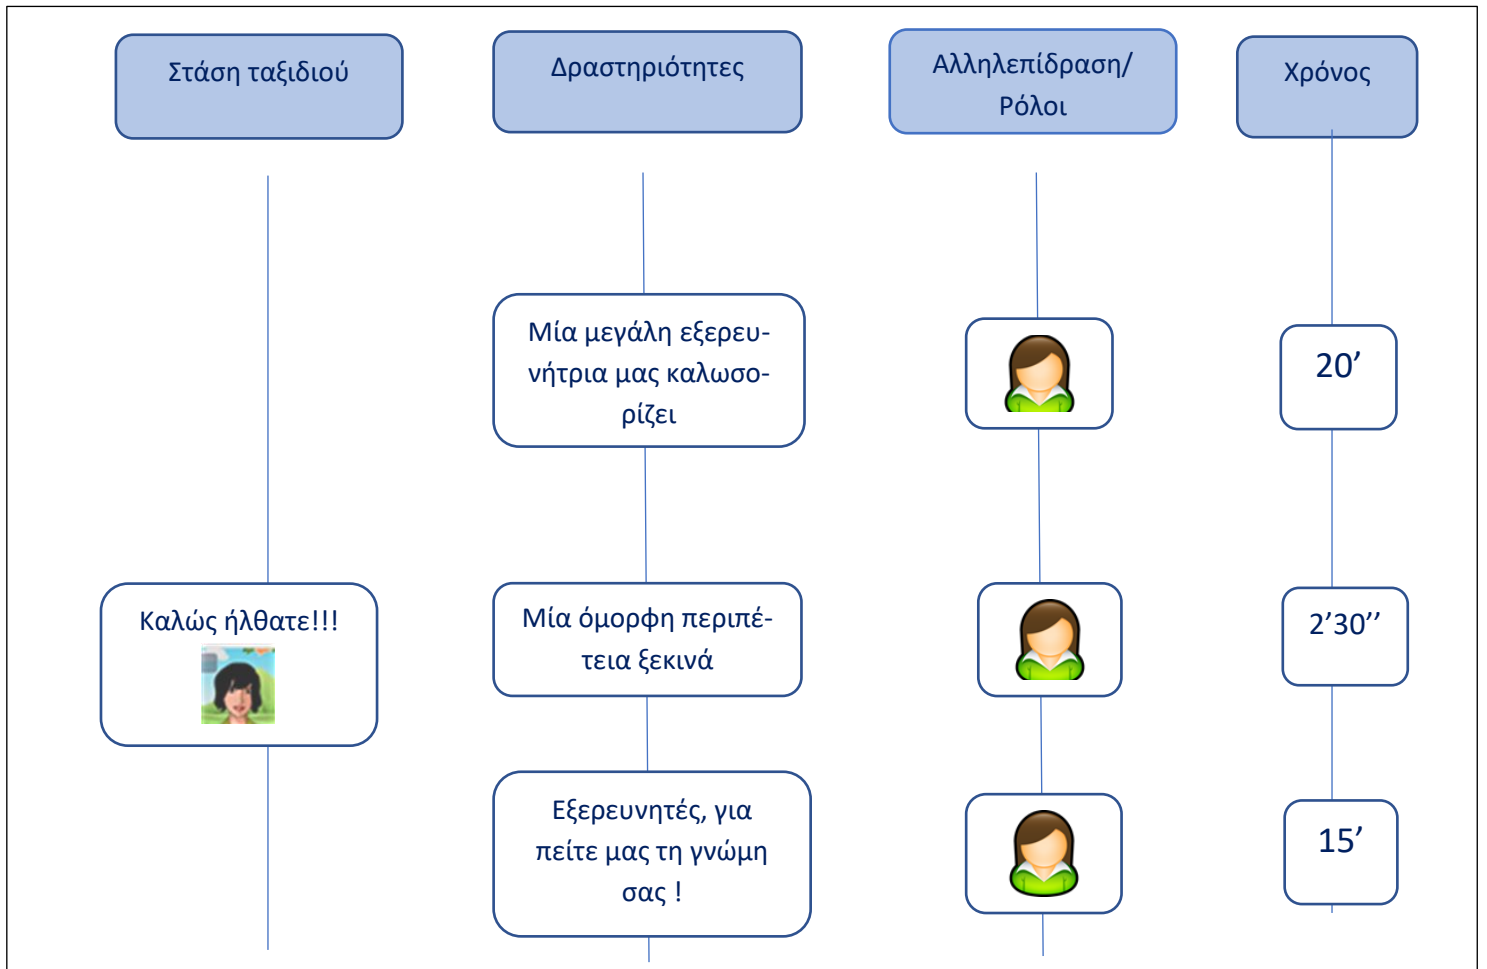 Στάση ταξιδιού
Δραστηριότητες
Αλληλεπίδραση/
Ρόλοι
Χρόνος
Μία μεγάλη εξερευ-
νήτρια μας καλωσο-
ρίζει
20’
Καλώς ήλθατε!!!
Μία όμορφη περιπέ-
τεια ξεκινά
2’30’’
Εξερευνητές, για
πείτε μας τη γνώμη
σας !
15’